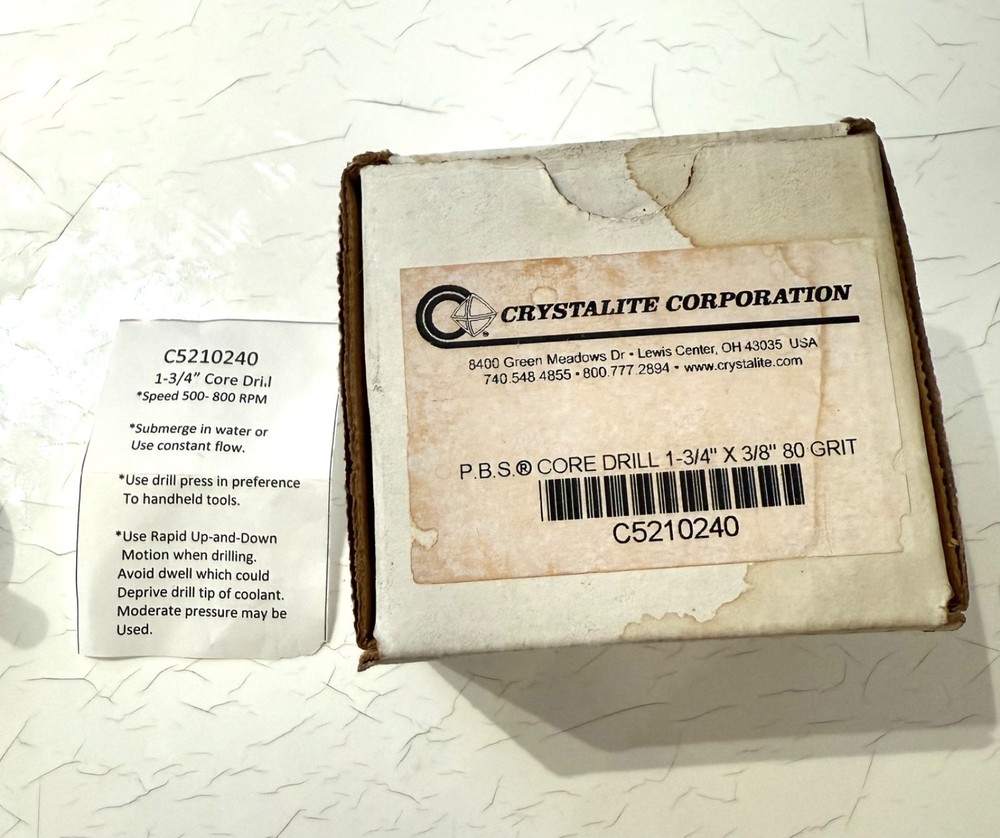 C5210240
1-3/4" Core Drill
*Speed 500- 800 RPM
*Submerge in water or
Use constant flow.
*Use drill press in preference
To handheld tools.
*Use Rapid Up-and-Down
Motion when drilling.
Avoid dwell which could
Deprive drill tip of coolant.
Moderate pressure may be
Used.
CRYSTALITE CORPORATION
8400 Green Meadows Dr • Lewis Center, OH 43035 USA
740.548.4855 • 800.777.2894 • www.crystalite.com
P.B.S.® CORE DRILL 1-3/4" X 3/8" 80 GRIT
C5210240